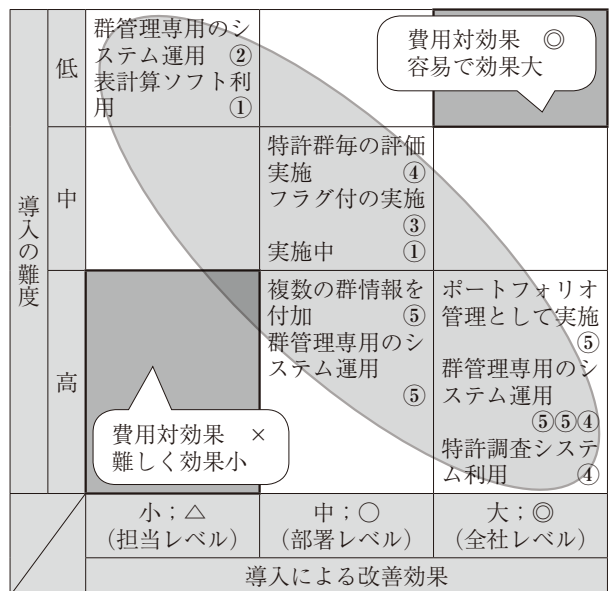 導入の難度
低
群管理専用のシ
ステム運用 ②
表計算ソフト利
用 ①
費用対効果 ◎
容易で効果大
中
特許群毎の評価
実施 ④
フラグ付の実施
③
実施中 ①
高
費用対効果 ×
難しく効果小
複数の群情報を
付加 ⑤
群管理専用のシ
ステム運用
⑤
ポートフォリオ
管理として実施
⑤
群管理専用のシ
ステム運用
⑤⑤④
特許調査システ
ム利用 ④
小；△
(担当レベル)
中；○
(部署レベル)
大；◎
(全社レベル)
導入による改善効果